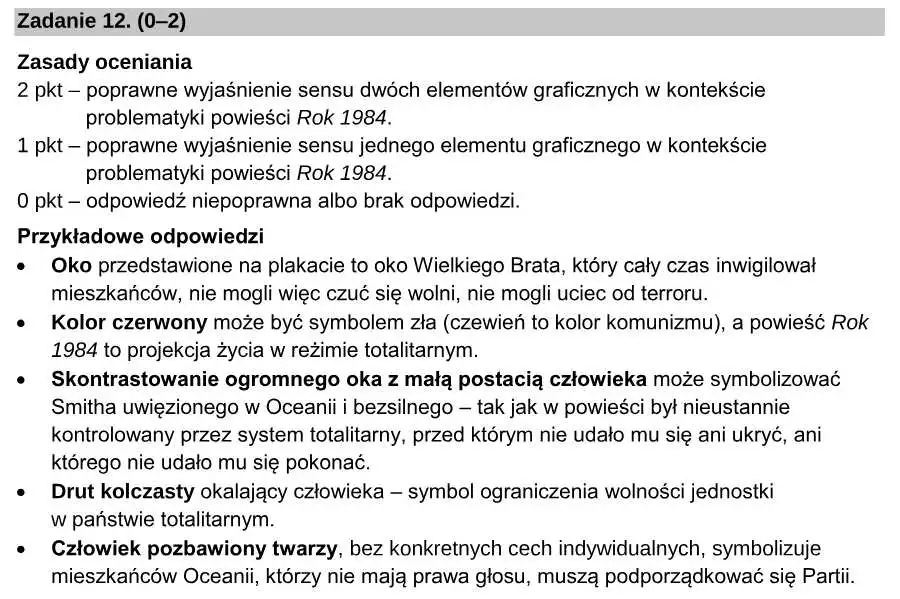 Zadanie 12. (0–2)
Zasady oceniania
2 pkt – poprawne wyjaśnienie sensu dwóch elementów graficznych w kontekście
problematyki powieści Rok 1984.
1 pkt – poprawne wyjaśnienie sensu jednego elementu graficznego w kontekście
problematyki powieści Rok 1984.
0 pkt – odpowiedź niepoprawna albo brak odpowiedzi.
Przykładowe odpowiedzi
• Oko przedstawione na plakacie to oko Wielkiego Brata, który cały czas inwigilował
mieszkańców, nie mogli więc czuć się wolni, nie mogli uciec od terroru.
• Kolor czerwony może być symbolem zła (czewień to kolor komunizmu), a powieść Rok
1984 to projekcja życia w reżimie totalitarnym.
• Skontrastowanie ogromnego oka z małą postacią człowieka może symbolizować
Smitha uwięzionego w Oceanii i bezsilnego – tak jak w powieści był nieustannie
kontrolowany przez system totalitarny, przed którym nie udało mu się ani ukryć, ani
którego nie udało mu się pokonać.
• Drut kolczasty okalający człowieka – symbol ograniczenia wolności jednostki
w państwie totalitarnym.
• Człowiek pozbawiony twarzy, bez konkretnych cech indywidualnych, symbolizuje
mieszkańców Oceanii, którzy nie mają prawa głosu, muszą podporządkować się Partii.